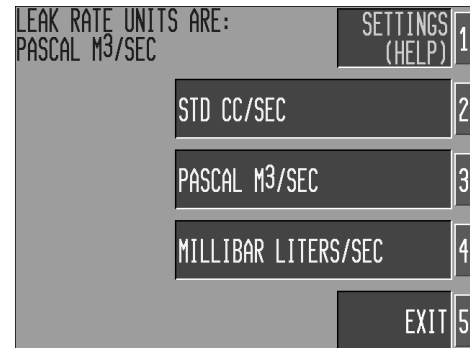 LEAK RATE UNITS ARE:
PASCAL M3/SEC
SETTINGS
(HELP)
1
STD CC/SEC
2
PASCAL M3/SEC
3
MILLIBAR LITERS/SEC
4
EXIT
5